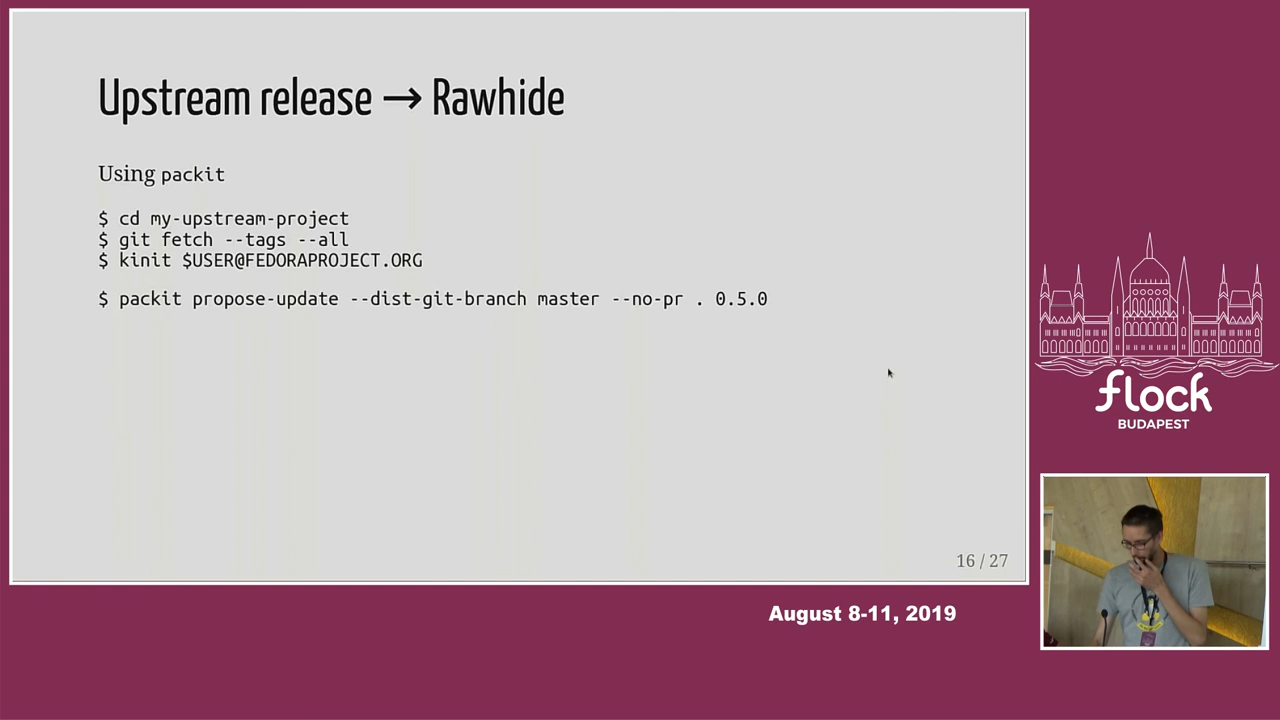 Upstream release → Rawhide
Using packit
$ cd my-upstream-project
$ git fetch --tags --all
$ kinit $USER@FEDORAPROJECT.ORG
$ packit propose-update --dist-git-branch master --no-pr . 0.5.0
16 / 27
flock
BUDAPEST
August 8-11, 2019